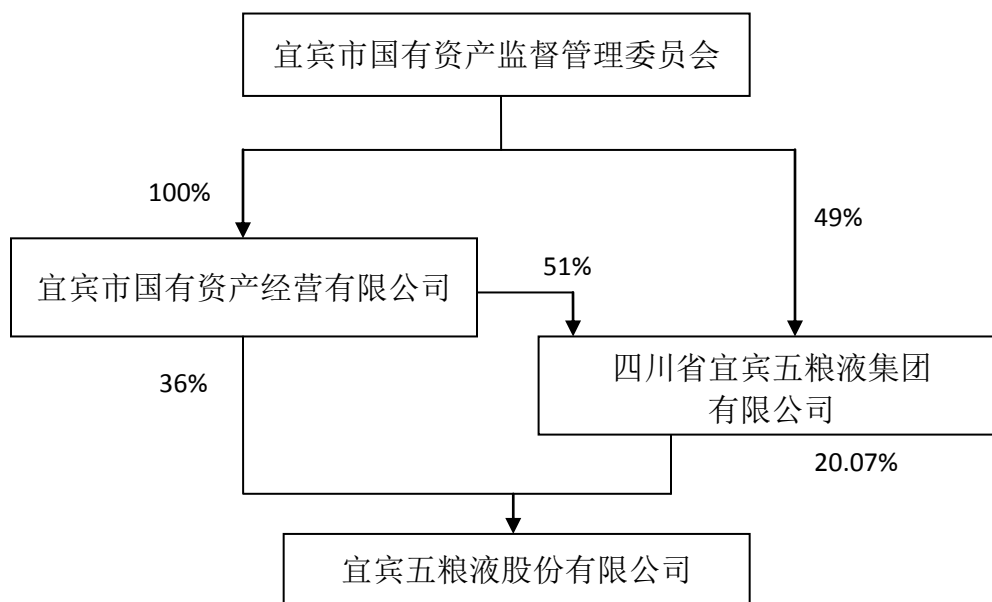 宜宾市国有资产监督管理委员会
100%
49%
宜宾市国有资产经营有限公司
51%
36%
四川省宜宾五粮液集团
有限公司
20.07%
宜宾五粮液股份有限公司